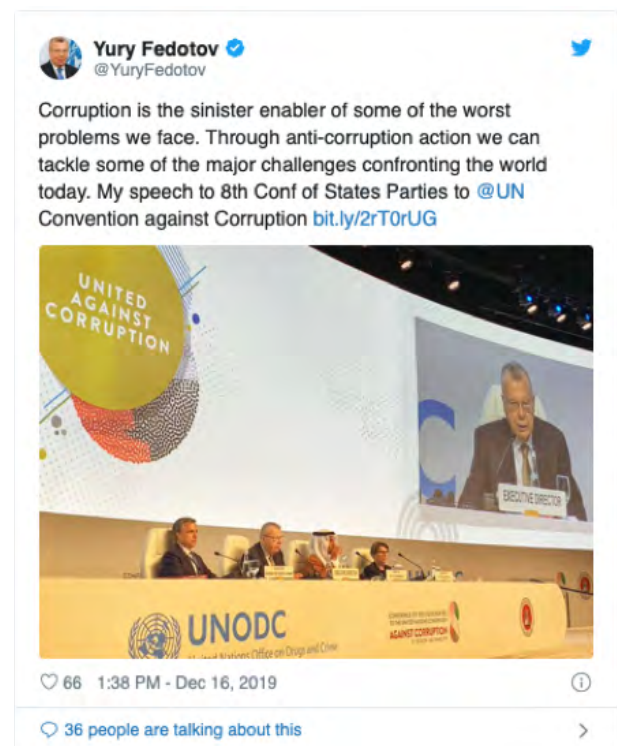 Yury Fedotov
@YuryFedotov
Corruption is the sinister enabler of some of the worst
problems we face. Through anti-corruption action we can
tackle some of the major challenges confronting the world
today. My speech to 8th Conf of States Parties to @UN
Convention against Corruption bit.ly/2rT0rUG
UNITED
AGAINST
CORRUPTION
EXECUTIVE DIRECTOR
UNODC
United Nations Office on Drugs and Crime
AGAINST CORRUPTION
66 1:38 PM - Dec 16, 2019
36 people are talking about this